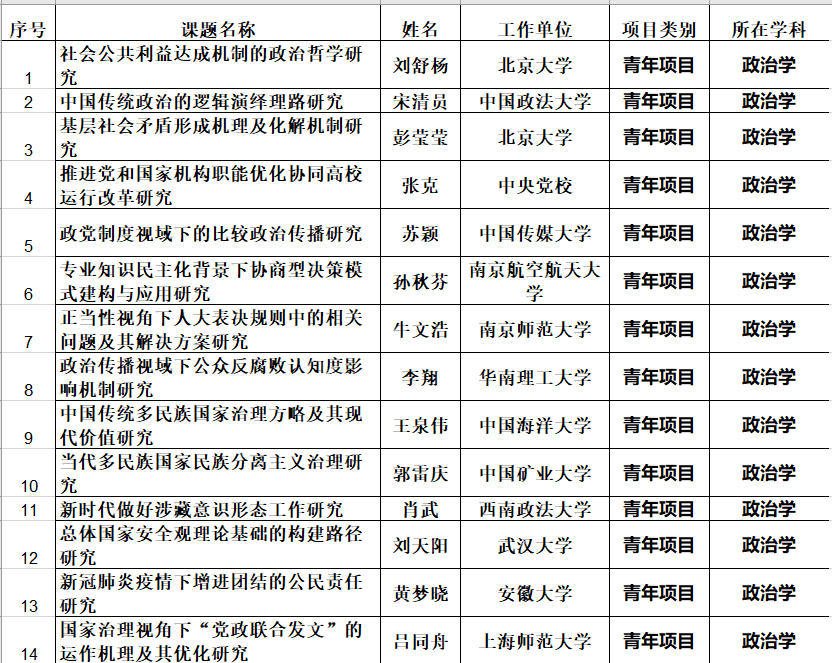 序号 课题名称 姓名 工作单位 项目类别 所在学科
1 社会公共利益达成机制的政治哲学研 刘舒杨 北京大学 青年项目 政治学
究
2 中国传统政治的逻辑演绎理路研究 宋清员 中国政法大学 青年项目 政治学
3 基层社会矛盾形成机理及化解机制研 彭莹莹 北京大学 青年项目 政治学
究
4 推进党和国家机构职能优化协同高校 张克 中央党校 青年项目 政治学
运行改革研究
5 政党制度视域下的比较政治传播研究 苏颖 中国传媒大学 青年项目 政治学
6 专业知识民主化背景下协商型决策模 孙秋芬 南京航空航天大 青年项目 政治学
式建构与应用研究 学
7 正当性视角下人大表决规则中的相关 牛文浩 南京师范大学 青年项目 政治学
问题及其解决方案研究
8 政治传播视域下公众反腐败认知度影 李翔 华南理工大学 青年项目 政治学
响机制研究
9 中国传统多民族国家治理方略及其现 王泉伟 中国海洋大学 青年项目 政治学
代价值研究
10 当代多民族国家民族分离主义治理研 郭雷庆 中国矿业大学 青年项目 政治学
究
11 新时代做好涉藏意识形态工作研究 肖武 西南政法大学 青年项目 政治学
12 总体国家安全观理论基础的构建路径 刘天阳 武汉大学 青年项目 政治学
研究
13 新冠肺炎疫情下增进团结的公民责任 黄梦晓 安徽大学 青年项目 政治学
研究
14 国家治理视角下“党政联合发文”的 吕同舟 上海师范大学 青年项目 政治学
运作机理及其优化研究